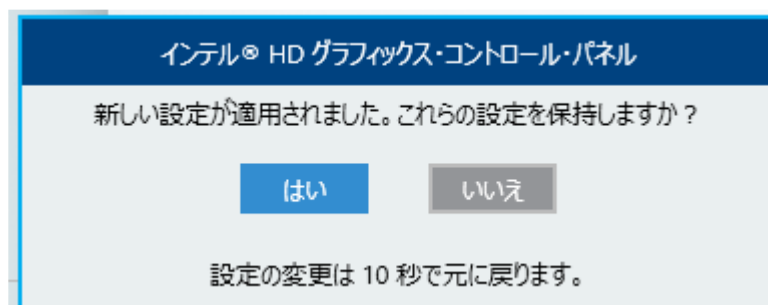 インテル® HD グラフィックス・コントロール・パネル
新しい設定が適用されました。これらの設定を保持しますか?
はい
いいえ
設定の変更は 10 秒で元に戻ります。